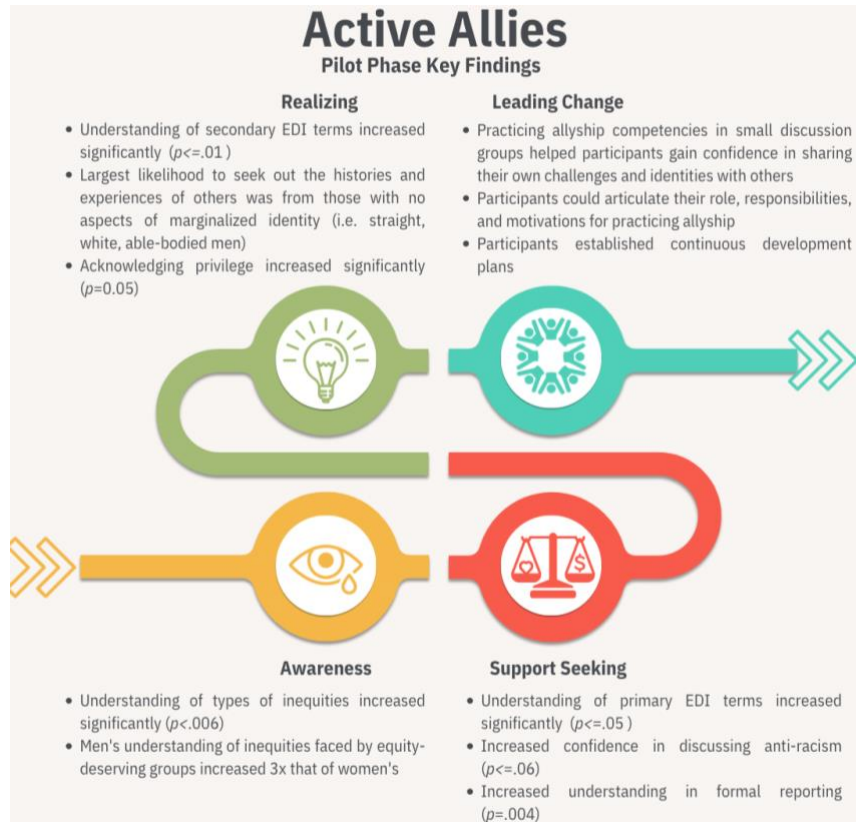 Active Allies
Pilot Phase Key Findings
Realizing
• Understanding of secondary EDI terms increased
significantly (p<=.01 )
• Largest likelihood to seek out the histories and
experiences of others was from those with no
aspects of marginalized identity (i.e. straight,
white, able-bodied men)
• Acknowledging privilege increased significantly
(p=0.05)
Leading Change
• Practicing allyship competencies in small discussion
groups helped participants gain confidence in sharing
their own challenges and identities with others
• Participants could articulate their role, responsibilities,
and motivations for practicing allyship
• Participants established continuous development
plans
$
Awareness
• Understanding of types of inequities increased
significantly (p<.006)
• Men's understanding of inequities faced by equity-
deserving groups increased 3x that of women's
Support Seeking
• Understanding of primary EDI terms increased
significantly (p<=.05 )
• Increased confidence in discussing anti-racism
(p<=.06)
• Increased understanding in formal reporting
(p=.004)